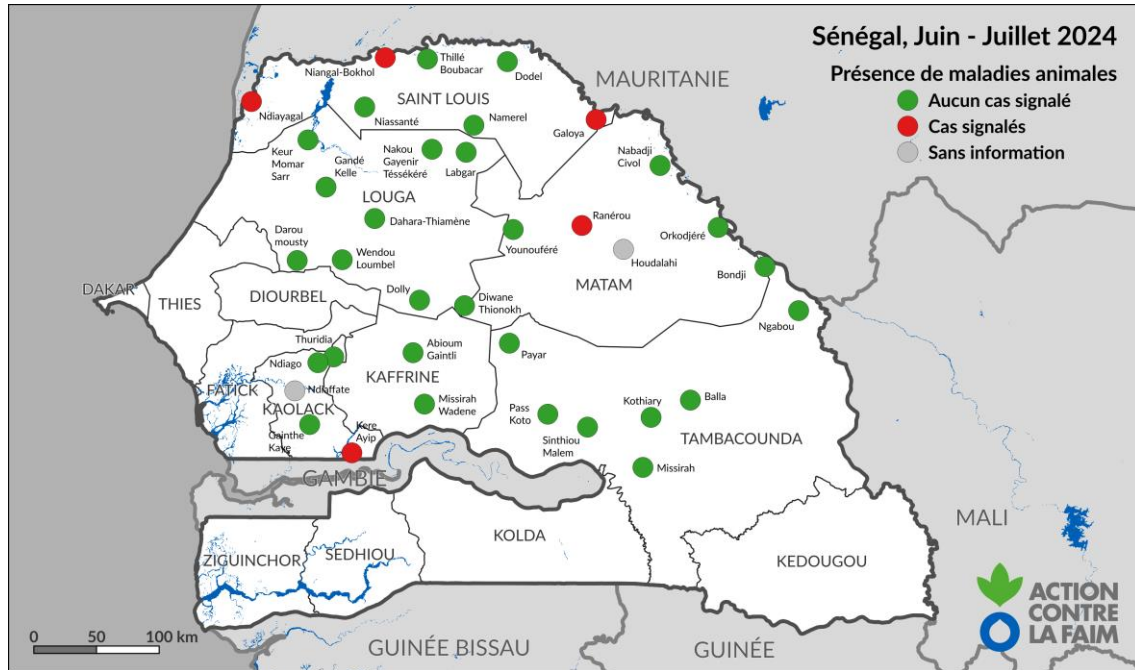 Sénégal, Juin - Juillet 2024
Présence de maladies animales
Aucun cas signalé
Cas signalés
Sans information
MAURITANIE
Niangal-Bokhol
Thillé
Boubacar
Dodel
SAINT LOUIS
Ndiayagal
Niassanté
Namerel
Galoya
Keur
Momar
Sarr
Gandé
Kelle
Nakou
Gayenir
Téssékéré
Labgar
Nabadji
Civol
LOUGA
Dahara-Thiamène
Ranérou
Younouféré
Orkodjéré
Houdalahi
Darou
mousty
Wendou
Loumbel
Bondji
MATAM
DAKAR
THIES
DIOURBEL
Dolly
Diwane
Thionokh
Ngabou
Thuridia
Ndiago
Abioum
Gaintli
Payar
KAFFRINE
FATICK
Ndiaffate
KAOLACK
Missirah
Wadene
Pass
Koto
Kothiary
Balla
Gainthe
Kaye
Kere
Ayip
Sinthiou
Malem
TAMBACOUNDA
Missirah
GAMBIE
MALI
KOLDA
ZIGUINCHOR
SEDHIOU
KEDOUGOU
ACTION
CONTRE
LA FAIM
0 50 100 km
GUINÉE BISSAU
GUINÉE